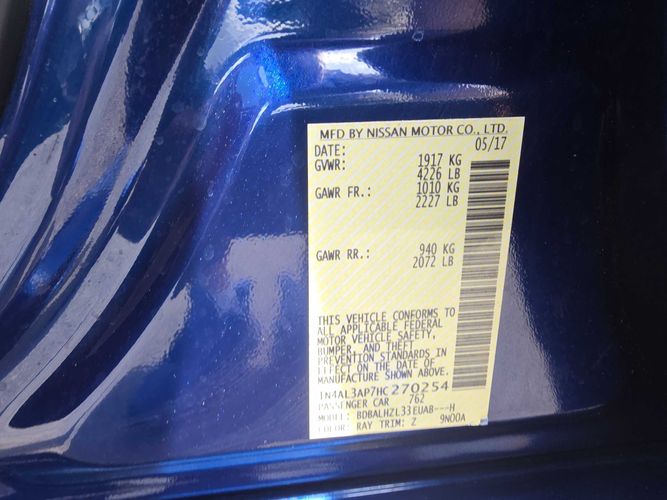 MFD BY NISSAN MOTOR CO., LTD.
DATE: 05/17
GVWR: 1917 KG
4226 LB
GAWR FR.: 1010 KG
2227 LB
GAWR RR.: 940 KG
2072 LB
THIS VEHICLE CONFORMS TO
ALL APPLICABLE FEDERAL
MOTOR VEHICLE SAFETY,
BUMPER, AND THEFT
PREVENTION STANDARDS IN
EFFECT ON THE DATE OF
MANUFACTURE SHOWN ABOVE.
1N4AL3AP7HC270254
PASSENGER CAR 762
MODEL: BDBALHZL33EUAB---H
COLOR: RAY TRIM: Z 9N00A